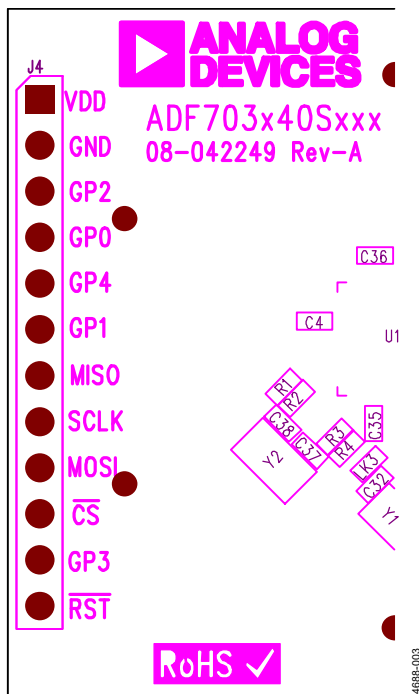 ANALOG
DEVICES
J4
ADF703x40Sxxx
08-042249 Rev-A
VDD
GND
GP2
GP0
GP4
GP1
MISO
SCLK
MOSI
CS
GP3
RST
C36
C4
U1
R1
R2
C38
C37
Y2
R3
R4
C35
LK3
C32
Y1
RoHS ✓
4688-003